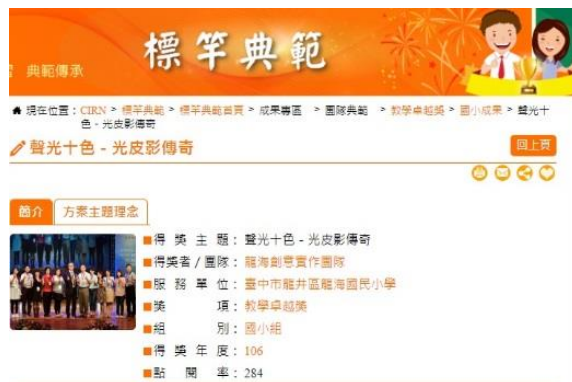 標竿典範
典範傳承
現在位置：CIRN > 標竿典範 > 標竿典範首頁 > 成果專區 > 團隊典範 > 教學卓越獎 > 國小成果 > 聲光十
色 - 光皮影傳奇
聲光十色 - 光皮影傳奇
回上頁
簡介
方案主題理念
得獎主題：聲光十色 - 光皮影傳奇
得獎者/團隊：龍海創意實作團隊
服務單位：臺中市龍井區龍海國民小學
獎項：教學卓越獎
組別：國小組
得獎年度：106
點閱率：284